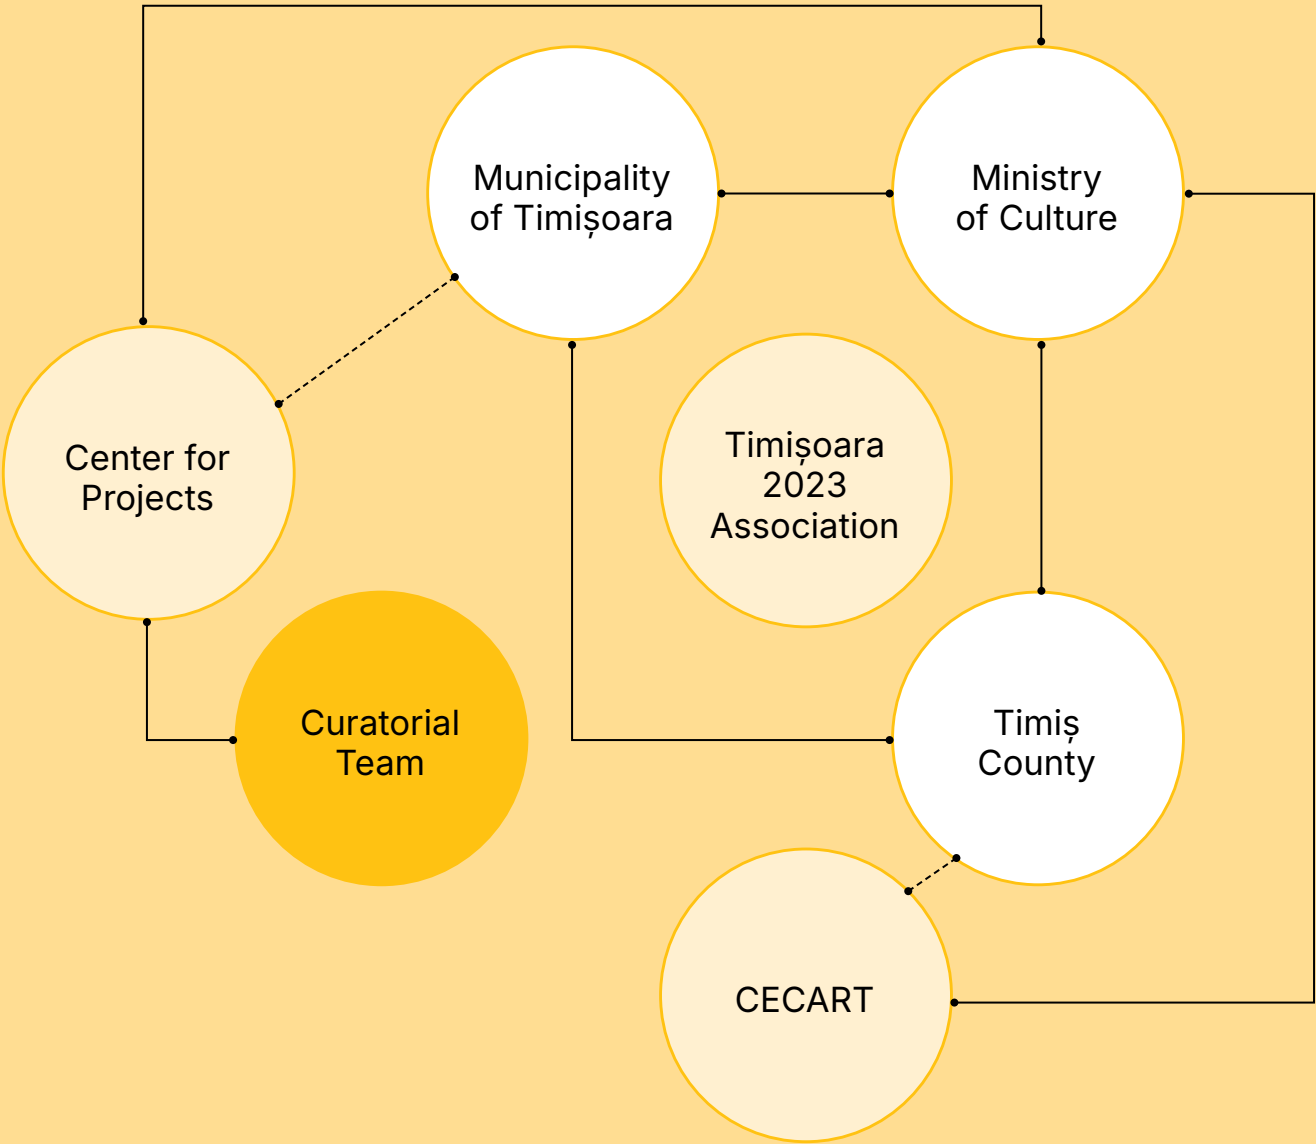 Municipality
of Timișoara
Ministry
of Culture
Center for
Projects
Timișoara
2023
Association
Curatorial
Team
Timiș
County
CECART